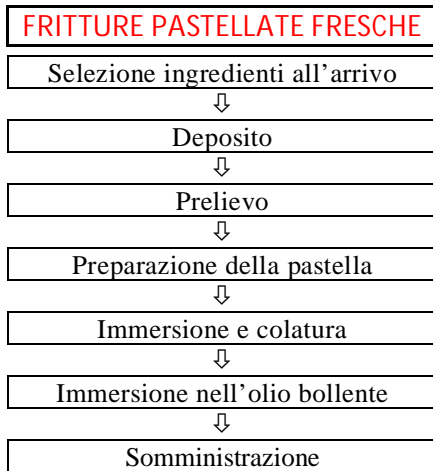 FRITTURE PASTELLATE FRESCHE
Selezione ingredienti all'arrivo
Deposito
Prelievo
Preparazione della pastella
Immersione e colatura
Immersione nell'olio bollente
Somministrazione